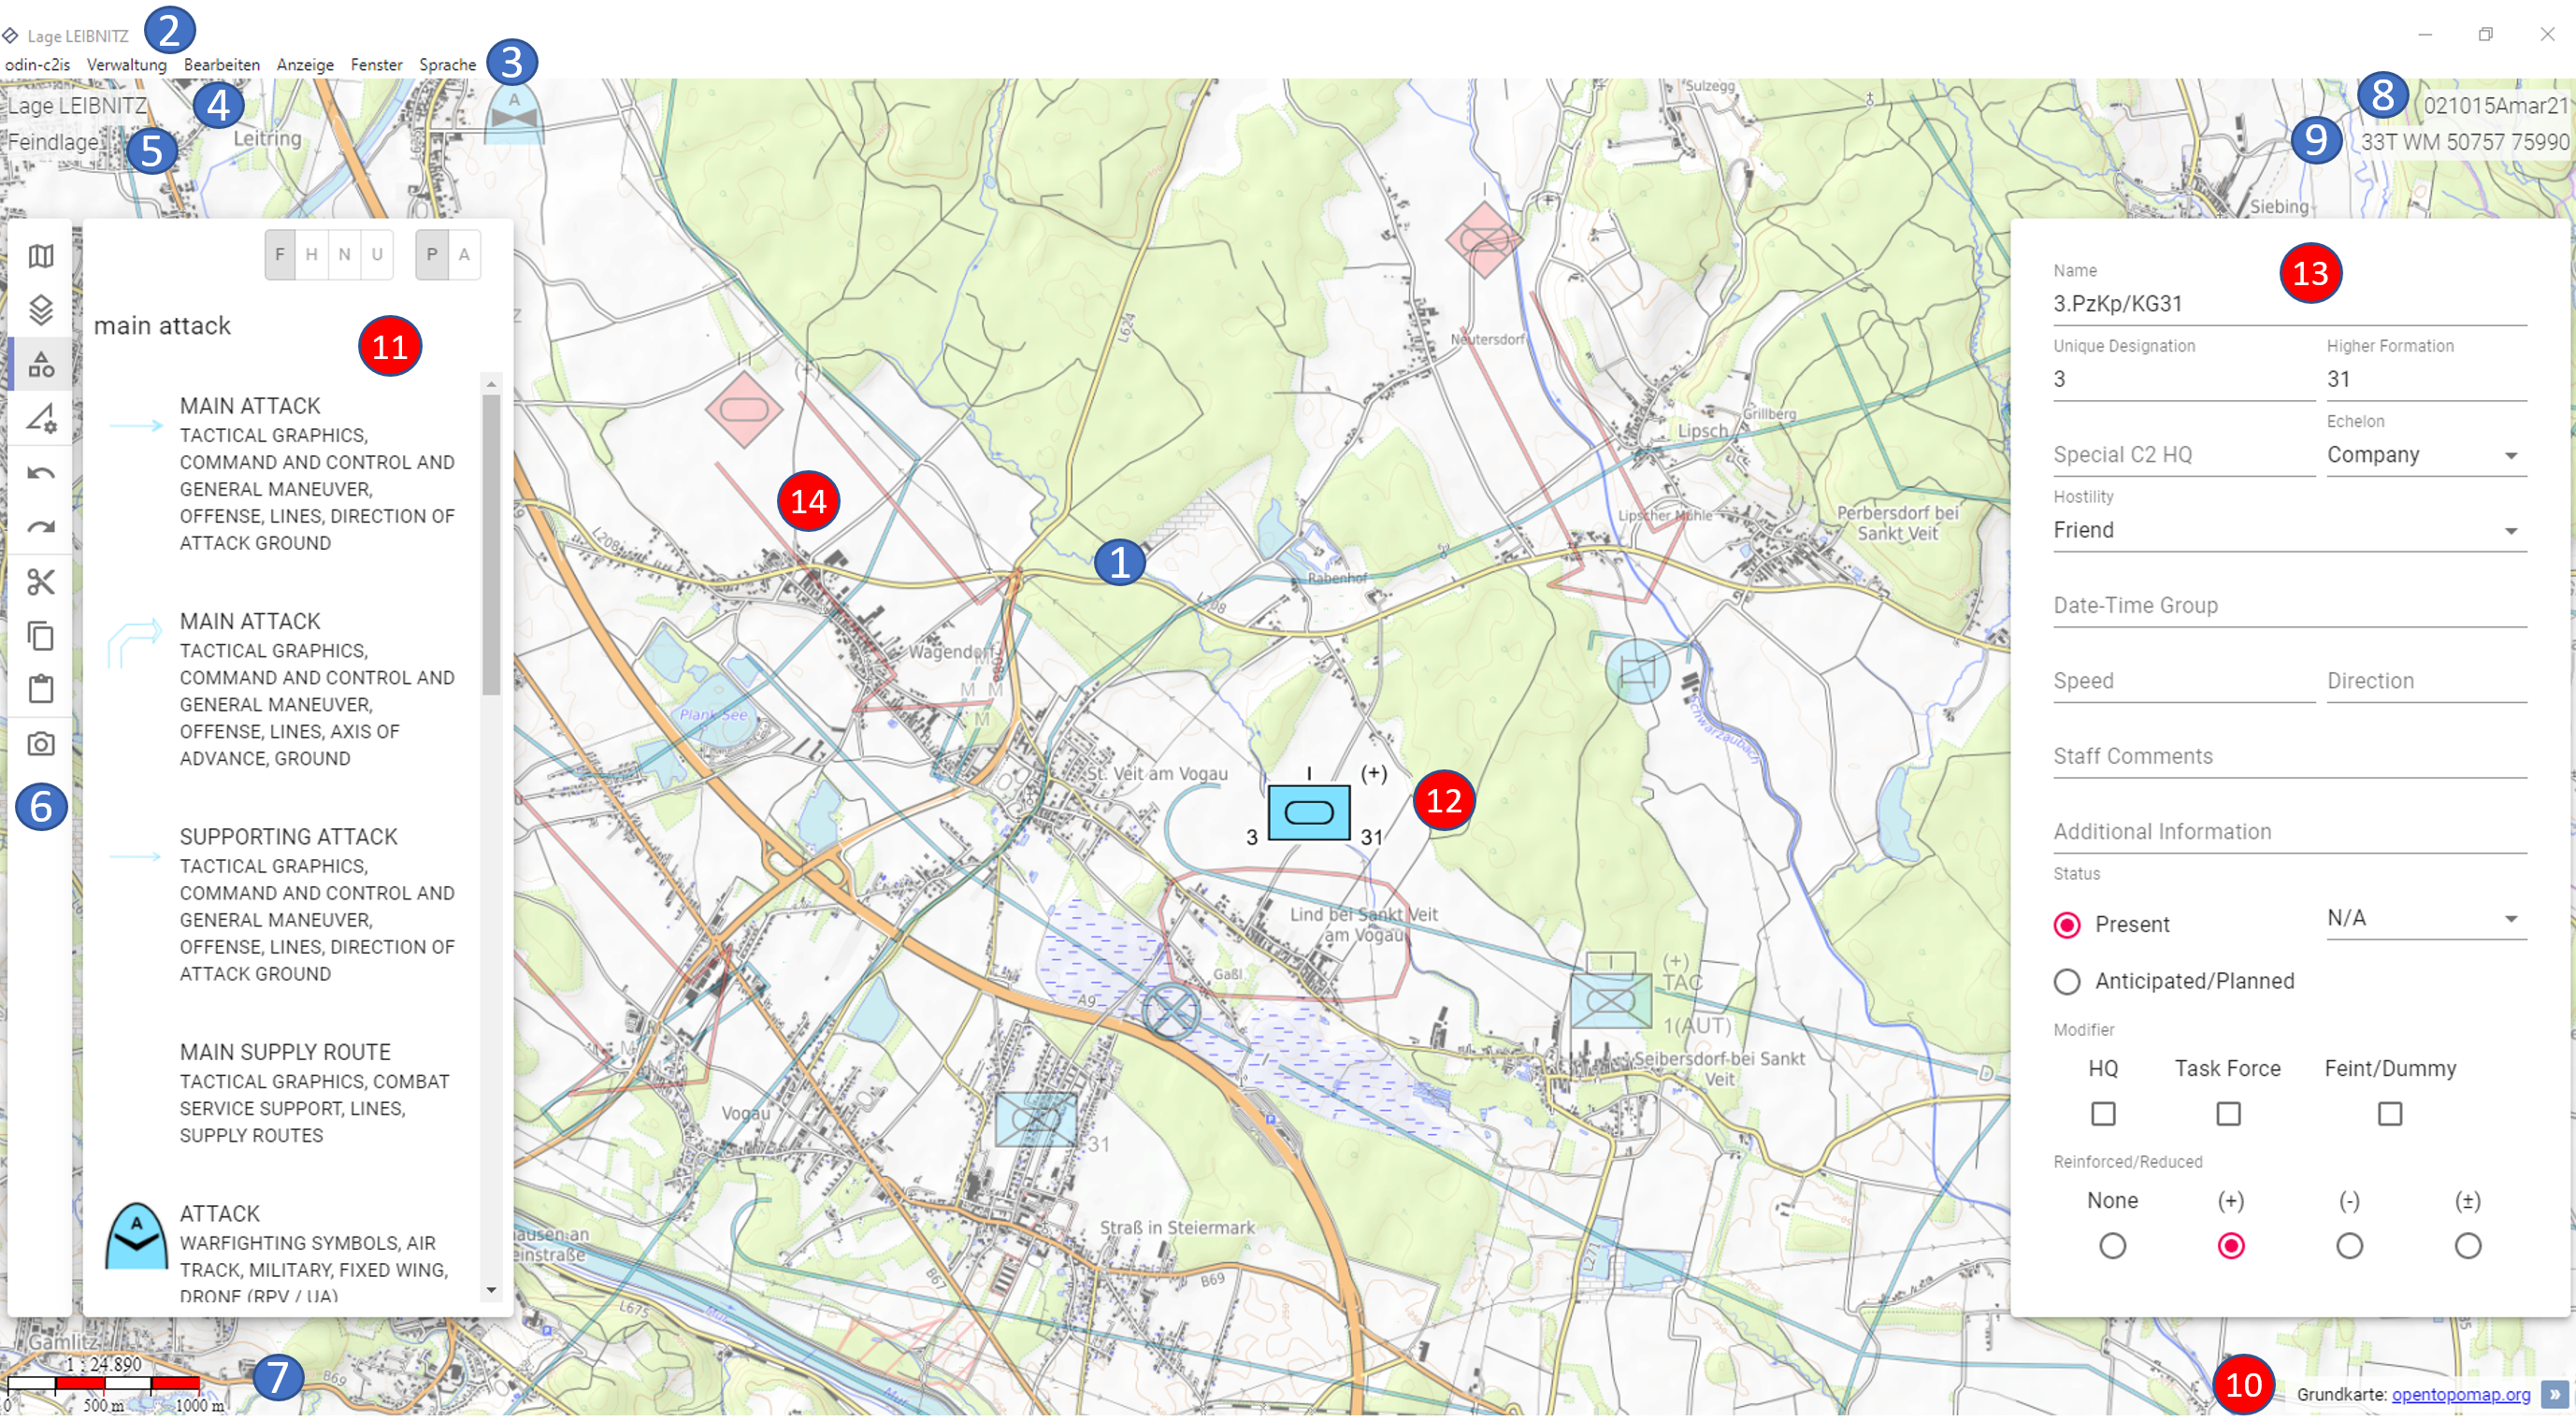 Lage LEIBNITZ
2
odin-c2is Verwaltung Bearbeiten Anzeige Fenster Sprache
3
Lage LEIBNITZ
4
Feindlage
5
Leitring
A
L624
Sulzegg
8
021015Amar21
9
33T WM 50757 75990
Siebing
F H N U P A
main attack
11
MAIN ATTACK
TACTICAL GRAPHICS,
COMMAND AND CONTROL AND
GENERAL MANEUVER,
OFFENSE, LINES, DIRECTION OF
ATTACK GROUND
MAIN ATTACK
TACTICAL GRAPHICS,
COMMAND AND CONTROL AND
GENERAL MANEUVER,
OFFENSE, LINES, AXIS OF
ADVANCE, GROUND
SUPPORTING ATTACK
TACTICAL GRAPHICS,
COMMAND AND CONTROL AND
GENERAL MANEUVER,
OFFENSE, LINES, DIRECTION OF
ATTACK GROUND
MAIN SUPPLY ROUTE
TACTICAL GRAPHICS, COMBAT
SERVICE SUPPORT, LINES,
SUPPLY ROUTES
A
ATTACK
WARFIGHTING SYMBOLS, AIR
TRACK, MILITARY, FIXED WING,
DRONE (RPV / UA)
6
I
I I
(+)
14
Neutersdorf
Grillberg
Lipsch
Lipscher Mühle
Perbersdorf bei
Sankt Veit
L208
1
Rabenhof
L208
Wagendorf
M
M M
M
Plank See
Schwarzaubach
St. Veit am Vogau
I (+)
3 31
12
Lind bei Sankt Veit
am Vogau
Gaßl
A9
I (+)
TAC
1(AUT)
Seibersdorf bei Sankt
Veit
D
M
Vogau
31
Straß in Steiermark
hausen an
einstraße
B67
B69
L271
L675
Mur
Gamlitz
1 : 24.890
7
B69
0 500 m 1000 m
13
Name
3.PzKp/KG31
Unique Designation Higher Formation
3 31
Echelon
Special C2 HQ Company
Hostility
Friend
Date-Time Group
Speed Direction
Staff Comments
Additional Information
Status
Present N/A
Anticipated/Planned
Modifier
HQ Task Force Feint/Dummy
Reinforced/Reduced
None (+) (-) (±)
10
Grundkarte: opentopomap.org »